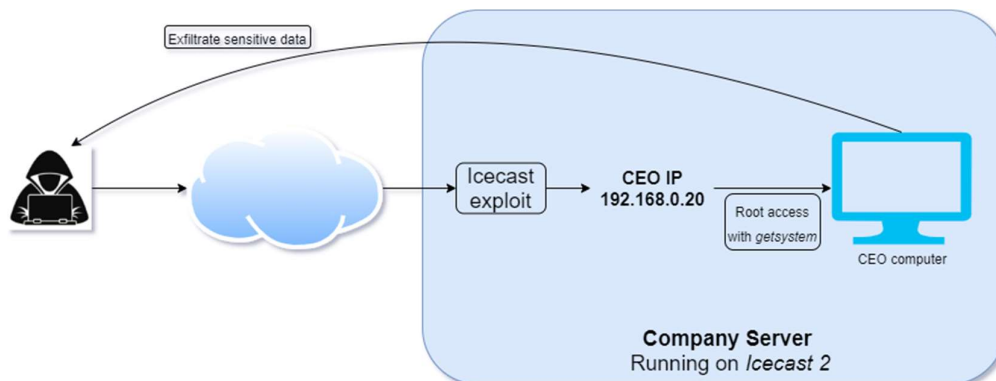 Exfiltrate sensitive data
Icecast
exploit
CEO IP
192.168.0.20
Root access
with getsystem
CEO computer
Company Server
Running on Icecast 2